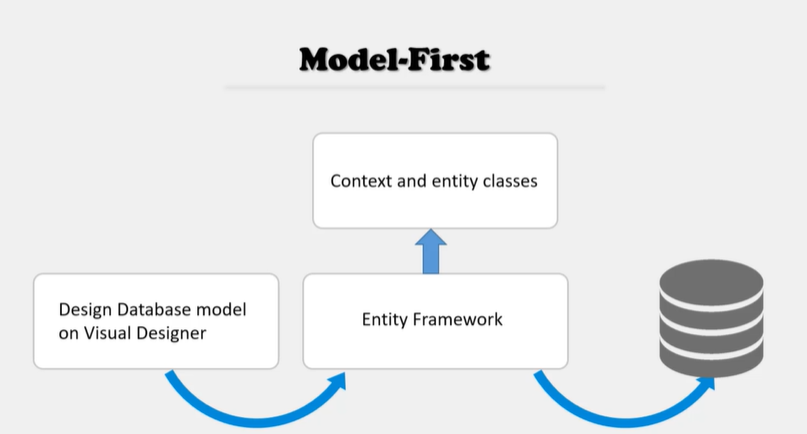 Model-First
Context and entity classes
Design Database model
on Visual Designer
Entity Framework